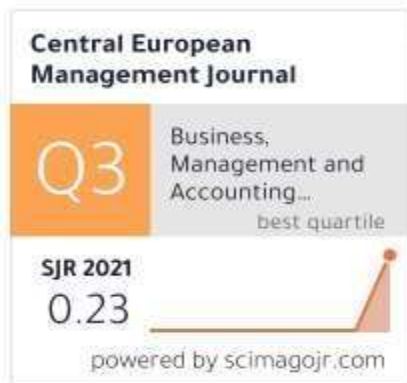 Central European
Management Journal
Q3
Business,
Management and
Accounting...
best quartile
SJR 2021
0.23
powered by scimagojr.com